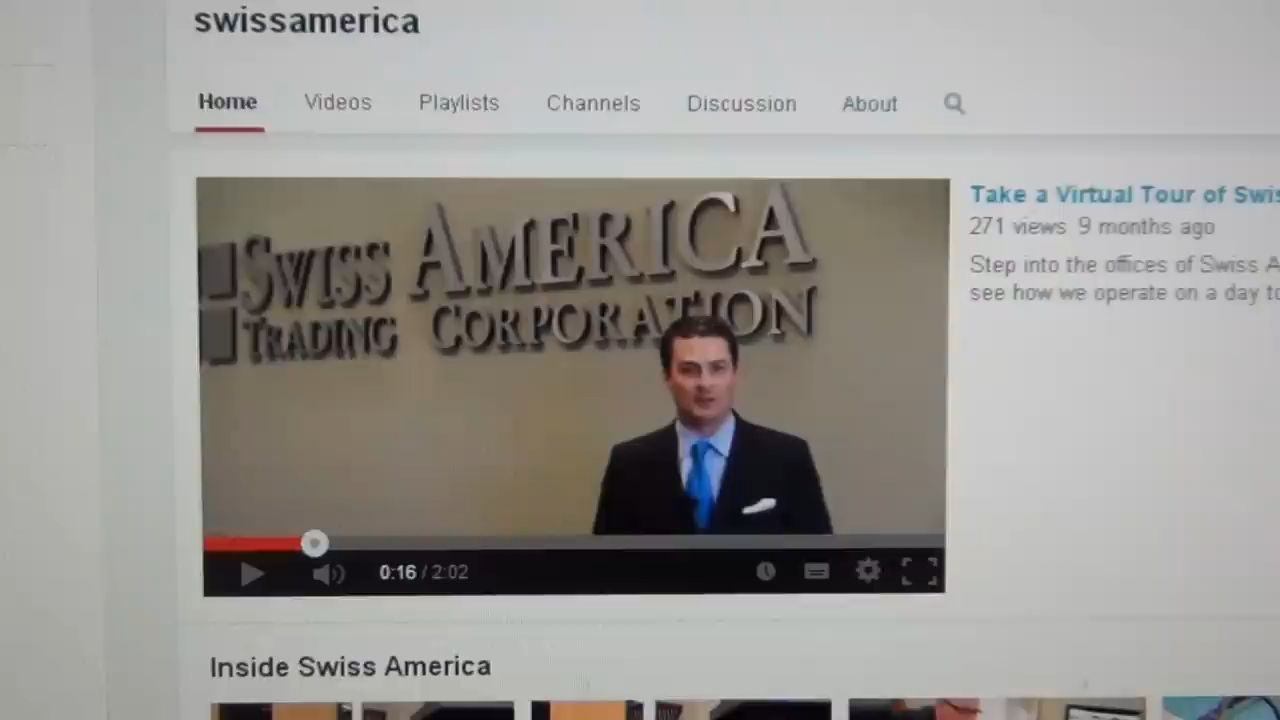 swissamerica
Home Videos Playlists Channels Discussion About
SWISS AMERICA
TRADING CORPORATION
Take a Virtual Tour of Swis
271 views 9 months ago
Step into the offices of Swiss A
see how we operate on a day to
0:16 / 2:02
Inside Swiss America